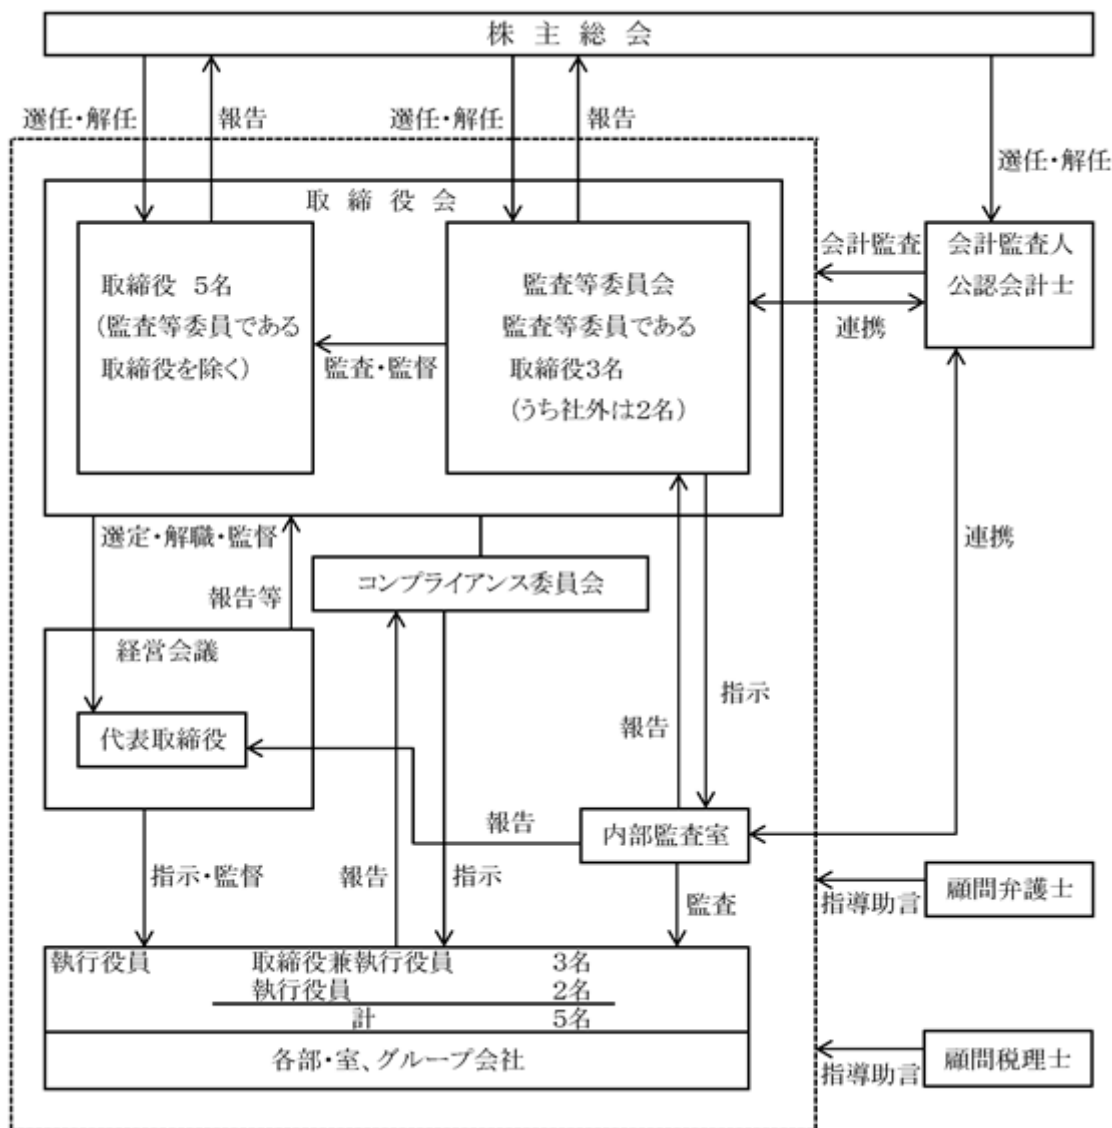 株主総会
選任・解任
報告
選任・解任
報告
選任・解任
取締役会
取締役 5名
(監査等委員である
取締役を除く)
監査・監督
監査等委員会
監査等委員である
取締役3名
(うち社外は2名)
会計監査
連携
会計監査人
公認会計士
選定・解職・監督
報告等
コンプライアンス委員会
連携
経営会議
代表取締役
報告
指示
報告
内部監査室
指示・監督
報告
指示
監査
指導助言
顧問弁護士
執行役員 取締役兼執行役員 3名
執行役員 2名
計 5名
各部・室、グループ会社
指導助言
顧問税理士